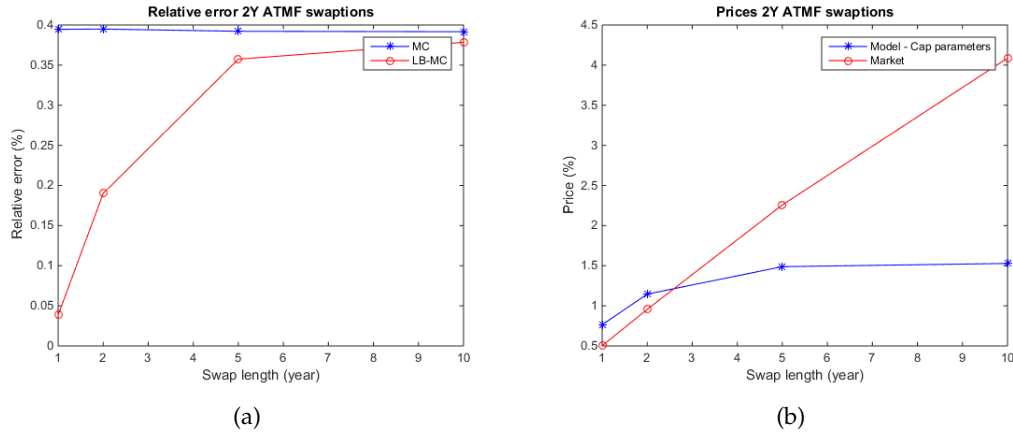 Relative error 2Y ATMF swaptions
Relative error (%)
0.4
0.35
0.3
0.25
0.2
0.15
0.1
0.05
0
MC
LB-MC
1 2 3 4 5 6 7 8 9 10
Swap length (year)
(a)
Prices 2Y ATMF swaptions
Price (%)
4.5
4
3.5
3
2.5
2
1.5
1
0.5
Model - Cap parameters
Market
1 2 3 4 5 6 7 8 9 10
Swap length (year)
(b)